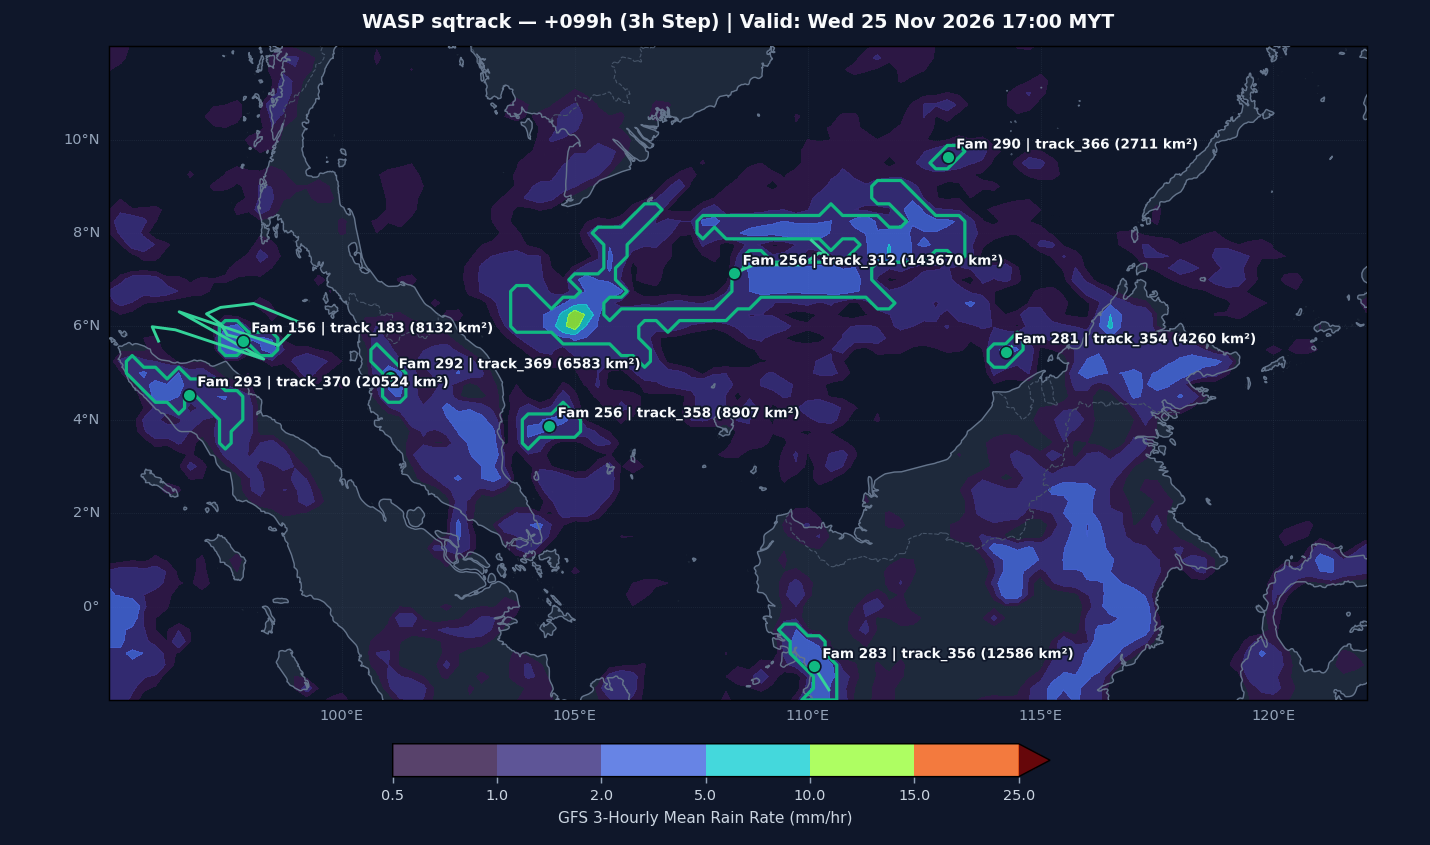 WASP sqtrack — +099h (3h Step) | Valid: Wed 25 Nov 2026 17:00 MYT
10°N
8°N
6°N
4°N
2°N
0°
Fam 290 | track_366 (2711 km²)
Fam 256 | track_312 (143670 km²)
Fam 156 | track_183 (8132 km²)
Fam 281 | track_354 (4260 km²)
Fam 292 | track_369 (6583 km²)
Fam 293 | track_370 (20524 km²)
Fam 256 | track_358 (8907 km²)
Fam 283 | track_356 (12586 km²)
100°E 105°E 110°E 115°E 120°E
0.5 1.0 2.0 5.0 10.0 15.0 25.0
GFS 3-Hourly Mean Rain Rate (mm/hr)